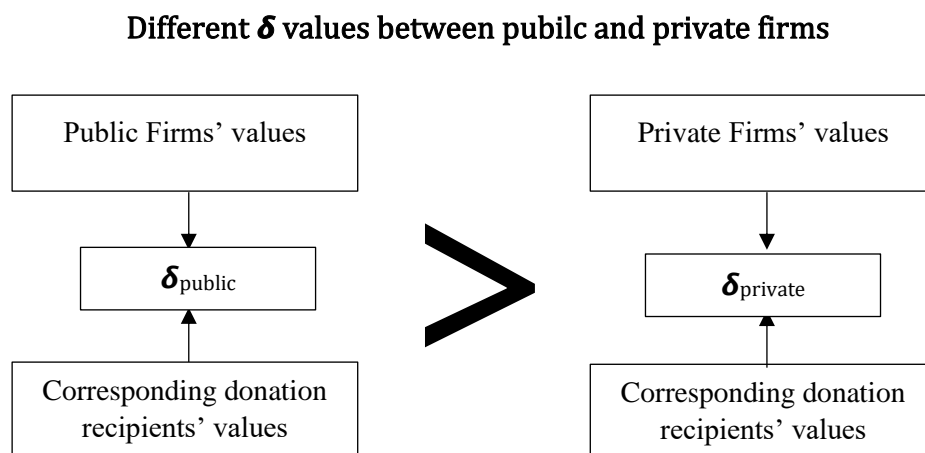 Different δ values between pubilc and private firms
Public Firms’ values
Private Firms’ values
δpublic
>
δprivate
Corresponding donation
recipients’ values
Corresponding donation
recipients’ values